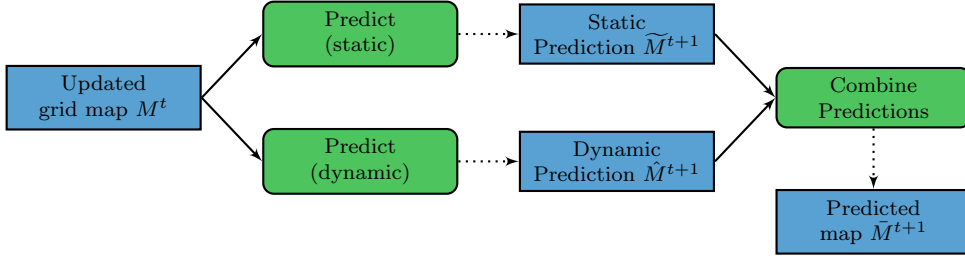 Updated
grid map M^t
Predict
(static)
Static
Prediction M̃^{t+1}
Predict
(dynamic)
Dynamic
Prediction M̂^{t+1}
Combine
Predictions
Predicted
map M̄^{t+1}